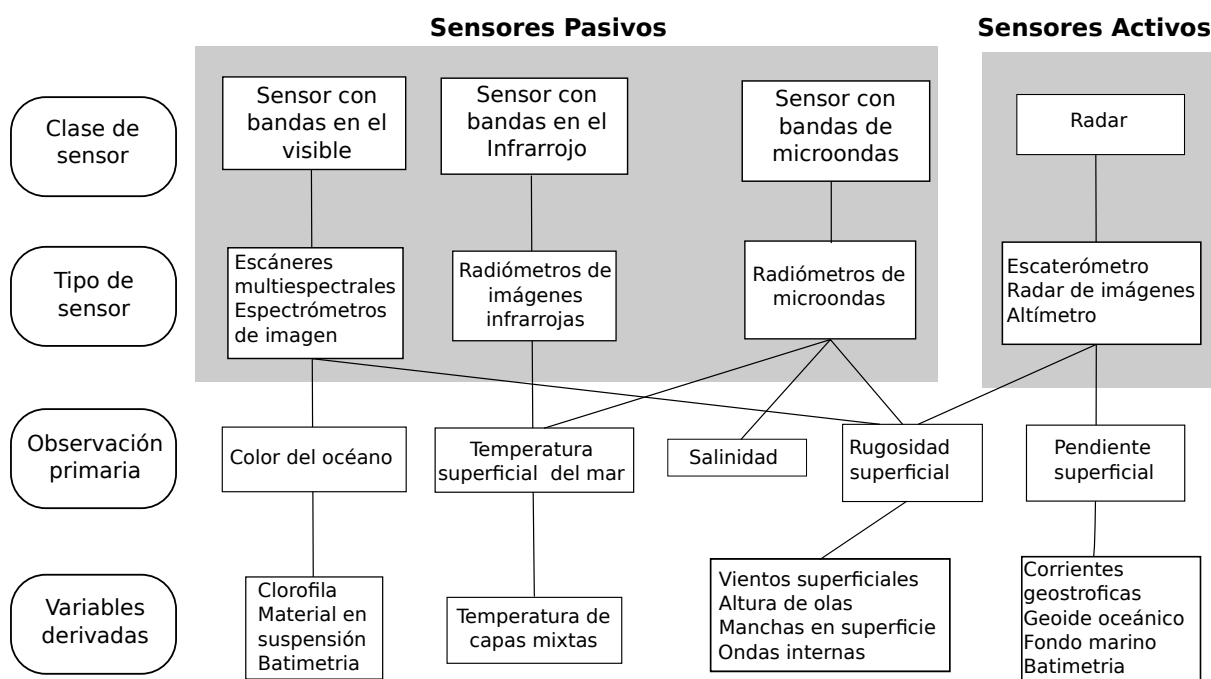 Sensores Pasivos
Sensores Activos
Clase de
sensor
Sensor con
bandas en el
visible
Sensor con
bandas en el
Infrarrojo
Sensor con
bandas de
microondas
Radar
Tipo de
sensor
Escáneres
multiespectrales
Espectrómetros
de imagen
Radiómetros de
imágenes
infrarrojas
Radiómetros de
microondas
Escaterómetro
Radar de imágenes
Altímetro
Observación
primaria
Color del océano
Temperatura
superficial del mar
Salinidad
Rugosidad
superficial
Pendiente
superficial
Variables
derivadas
Clorofila
Material en
suspensión
Batimetria
Temperatura de
capas mixtas
Vientos superficiales
Altura de olas
Manchas en superficie
Ondas internas
Corrientes
geostroficas
Geoide oceánico
Fondo marino
Batimetria